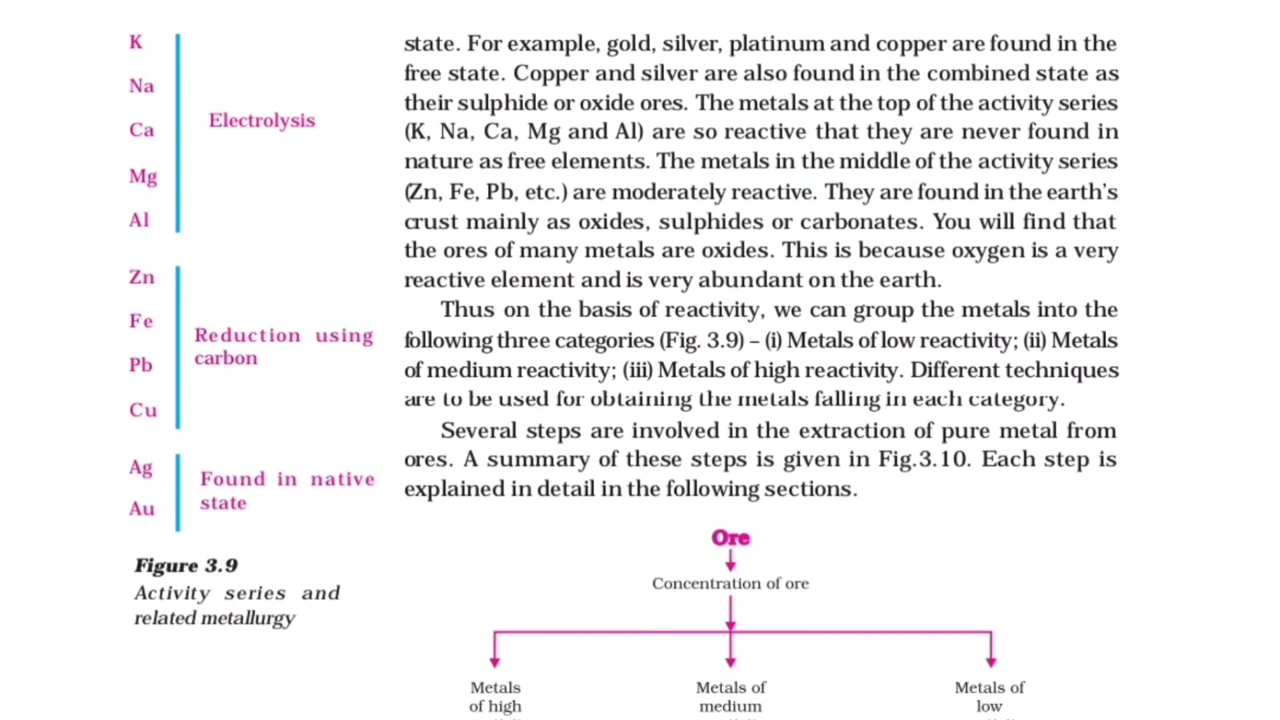 K
Na
Ca
Mg
Al
Electrolysis
Zn
Fe
Pb
Cu
Reduction using
carbon
Ag
Au
Found in native
state
Figure 3.9
Activity series and
related metallurgy
state. For example, gold, silver, platinum and copper are found in the
free state. Copper and silver are also found in the combined state as
their sulphide or oxide ores. The metals at the top of the activity series
(K, Na, Ca, Mg and Al) are so reactive that they are never found in
nature as free elements. The metals in the middle of the activity series
(Zn, Fe, Pb, etc.) are moderately reactive. They are found in the earth's
crust mainly as oxides, sulphides or carbonates. You will find that
the ores of many metals are oxides. This is because oxygen is a very
reactive element and is very abundant on the earth.
Thus on the basis of reactivity, we can group the metals into the
following three categories (Fig. 3.9) – (i) Metals of low reactivity; (ii) Metals
of medium reactivity; (iii) Metals of high reactivity. Different techniques
are to be used for obtaining the metals falling in each category.
Several steps are involved in the extraction of pure metal from
ores. A summary of these steps is given in Fig.3.10. Each step is
explained in detail in the following sections.
Ore
Concentration of ore
Metals
of high
Metals of
medium
Metals of
low